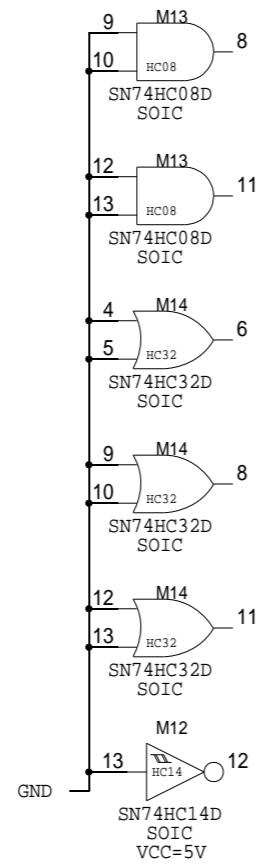 M13
9
8
10
HC08
SN74HC08D
SOIC
M13
12
11
13
HC08
SN74HC08D
SOIC
M14
4
6
5
HC32
SN74HC32D
SOIC
M14
9
8
10
HC32
SN74HC32D
SOIC
M14
12
11
13
HC32
SN74HC32D
SOIC
M12
13
12
HC14
GND
SN74HC14D
SOIC
VCC=5V